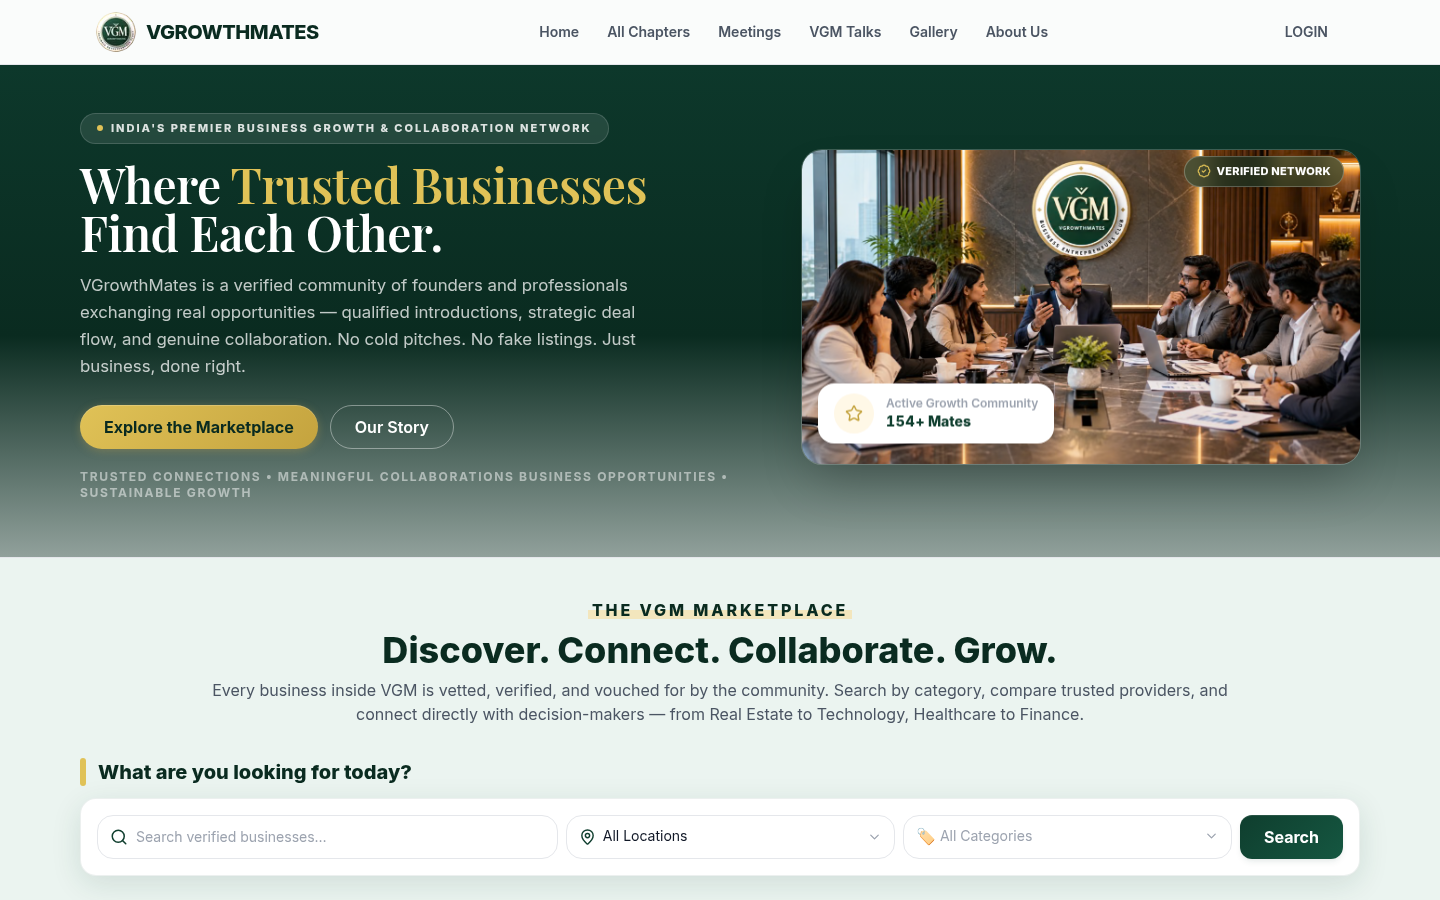 VGM
VGROWTHMATES
Home
All Chapters
Meetings
VGM Talks
Gallery
About Us
LOGIN
INDIA'S PREMIER BUSINESS GROWTH & COLLABORATION NETWORK
Where Trusted Businesses
Find Each Other.
VGrowthMates is a verified community of founders and professionals
exchanging real opportunities — qualified introductions, strategic deal
flow, and genuine collaboration. No cold pitches. No fake listings. Just
business, done right.
Explore the Marketplace
Our Story
TRUSTED CONNECTIONS • MEANINGFUL COLLABORATIONS BUSINESS OPPORTUNITIES •
SUSTAINABLE GROWTH
VERIFIED NETWORK
VGM
VGROWTHMATES
BUSINESS ENTREPRENEURS CLUB
Active Growth Community
154+ Mates
THE VGM MARKETPLACE
Discover. Connect. Collaborate. Grow.
Every business inside VGM is vetted, verified, and vouched for by the community. Search by category, compare trusted providers, and
connect directly with decision-makers — from Real Estate to Technology, Healthcare to Finance.
What are you looking for today?
Search verified businesses...
All Locations
All Categories
Search